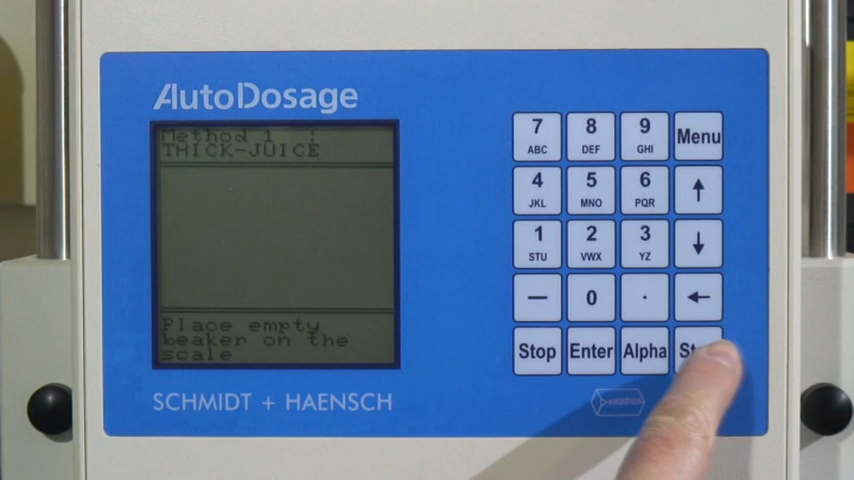 AutoDosage
Method 1 :
THICK-JUICE
Place empty
beaker on the
scale
SCHMIDT + HAENSCH
7 8 9 Menu
ABC DEF GHI
4 5 6 ↑
JKL MNO PQR
1 2 3 ↓
STU VWX YZ
— 0 . ←
Stop Enter Alpha